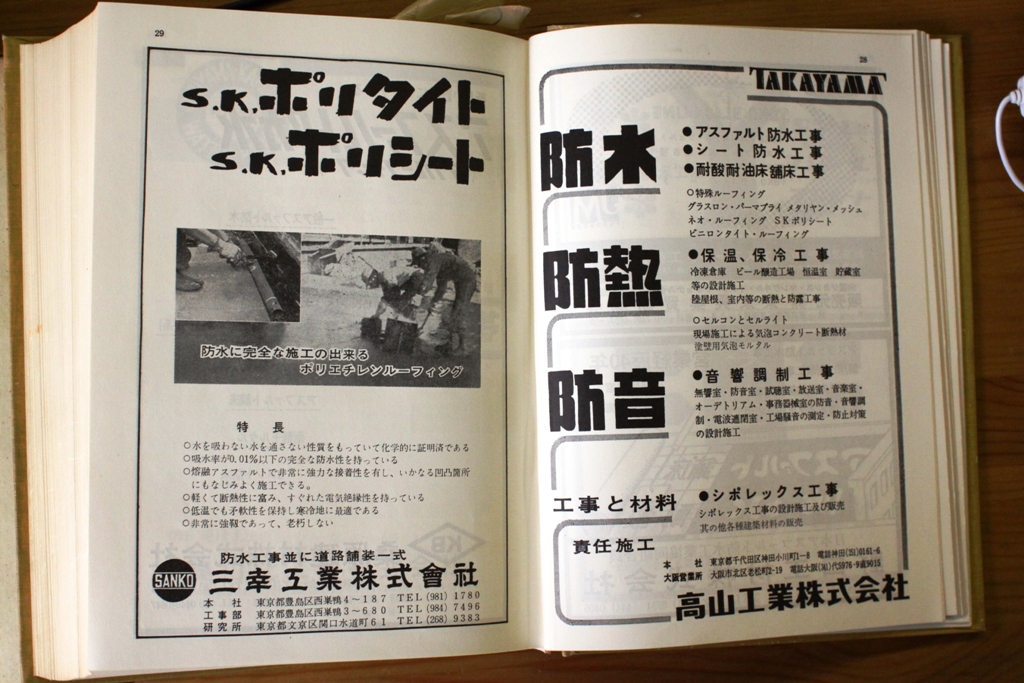 29
S.K.ポリタイト
S.K.ポリシート
防水に完全な施工の出来る
ポリエチレンルーフィング
特長
○水を吸わない水を通さない性質をもっていて化学的に証明済である
○吸水率が0.01%以下の完全な防水性を持っている
○熔融アスファルトで非常に強力な接着性を有し、いかなる凹凸箇所
にもなじみよく施工できる。
○軽くて断熱性に富み、すぐれた電気絶縁性を持っている
○低温でも柔軟性を保持し寒冷地に最適である
○非常に強靱であって、老朽しない
防水工事並に道路舗装一式
SANKO
三幸工業株式會社
本社 東京都豊島区西巣鴨4~187 TEL(981)1780
工事部 東京都豊島区西巣鴨3~680 TEL(984)7496
研究所 東京都文京区関口水道町61 TEL(268)9383
28
TAKAYAMA
防水
●アスファルト防水工事
●シート防水工事
●耐酸耐油床舗床工事
○特殊ルーフィング
グラスロン・パーマプライ メタリヤン・メッシュ
ネオ・ルーフィング SKポリシート
ビニロンタイト・ルーフィング
防熱
●保温、保冷工事
冷凍倉庫 ビール醸造工場 恒温室 貯蔵室
等の設計施工
陸屋根、室内等の断熱と防露工事
○セルコンとセルライト
現場施工による気泡コンクリート断熱材
塗壁用気泡モルタル
防音
●音響調制工事
無響室・防音室・試聴室・放送室・音楽室・
オーデトリアム・事務器械室の防音・音響調
制・電波遮閉室・工場騒音の測定・防止対策
の設計施工
工事と材料
●シポレックス工事
シポレックス工事の設計施工及び販売
其の他各種建築材料の販売
責任施工
本社 東京都千代田区神田小川町1-8 電話神田(251)0161-6
大阪営業所 大阪市北区老松町2-19 電話大阪(361)代5976・9直9015
高山工業株式会社